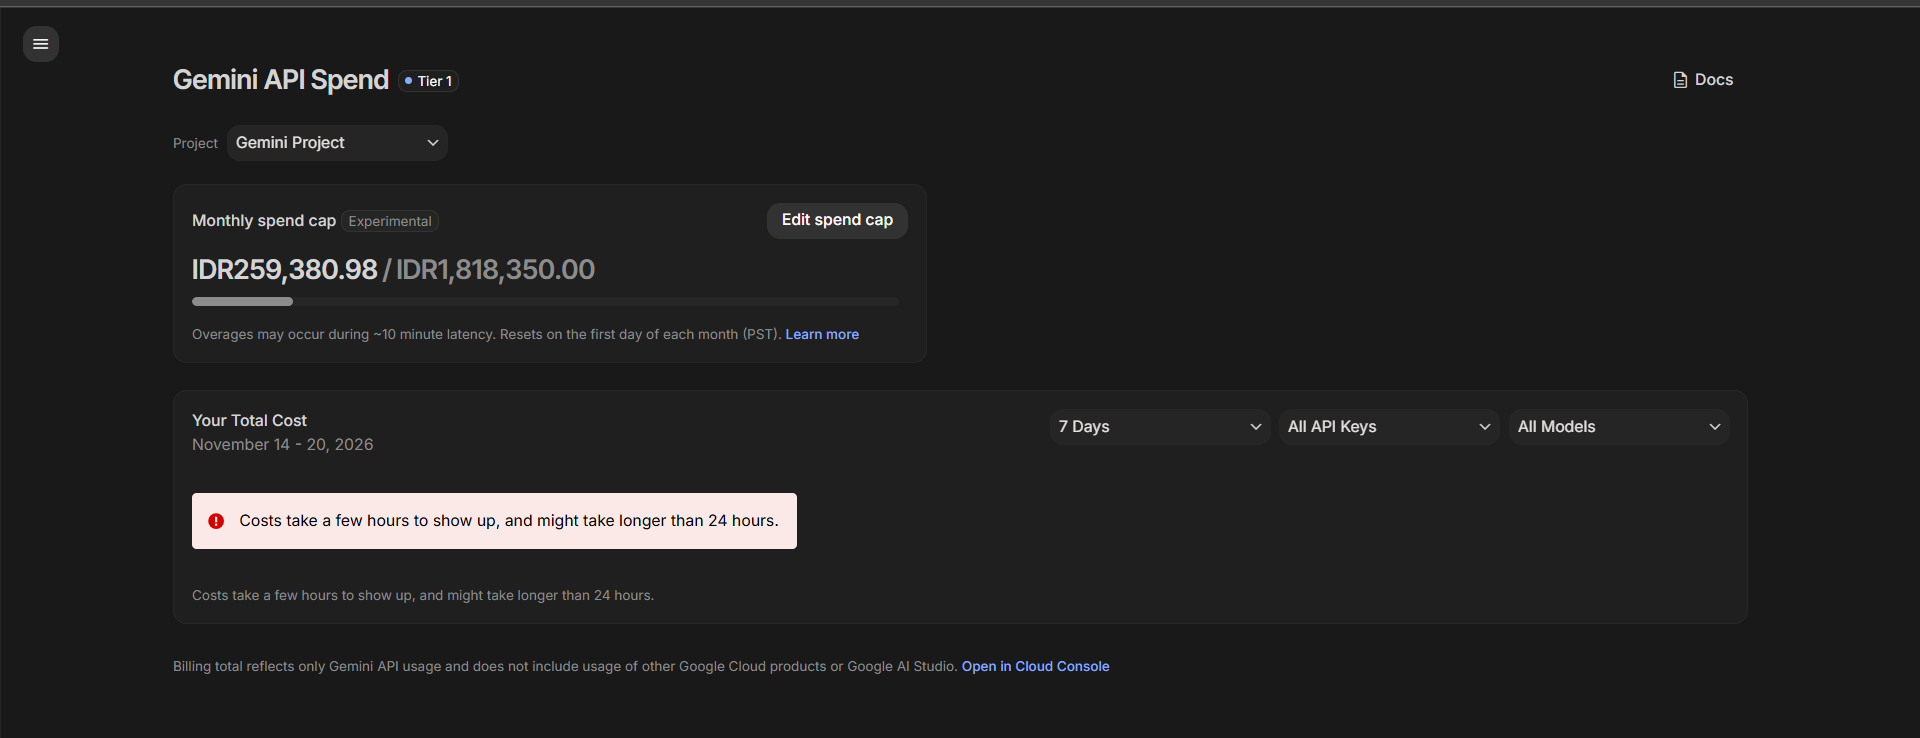 Gemini API Spend Tier 1
Docs
Project Gemini Project
Monthly spend cap Experimental
Edit spend cap
IDR259,380.98 / IDR1,818,350.00
Overages may occur during ~10 minute latency. Resets on the first day of each month (PST). Learn more
Your Total Cost
November 14 - 20, 2026
7 Days
All API Keys
All Models
Costs take a few hours to show up, and might take longer than 24 hours.
Costs take a few hours to show up, and might take longer than 24 hours.
Billing total reflects only Gemini API usage and does not include usage of other Google Cloud products or Google AI Studio. Open in Cloud Console